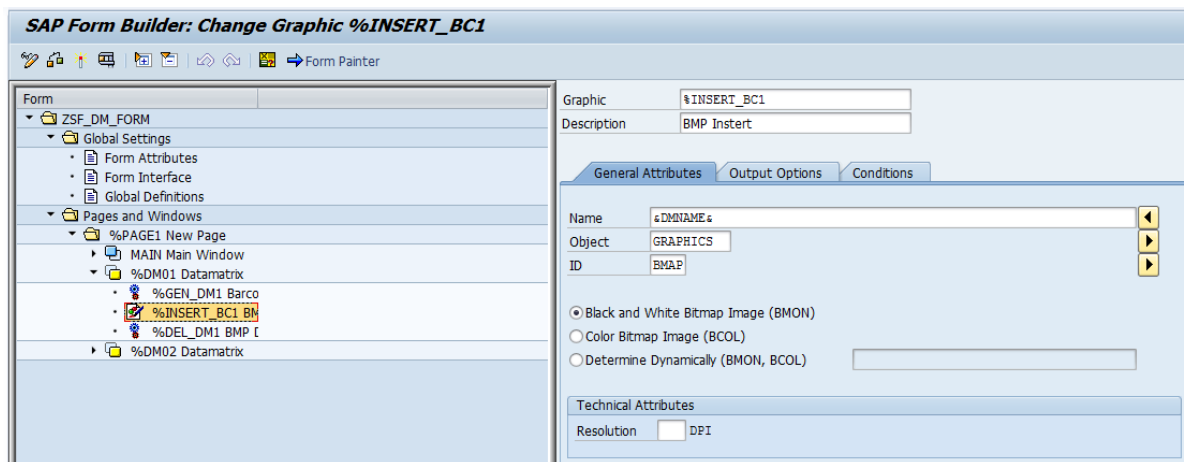 SAP Form Builder: Change Graphic %INSERT_BC1
Form Painter
Form
ZSF_DM_FORM
Global Settings
Form Attributes
Form Interface
Global Definitions
Pages and Windows
%PAGE1 New Page
MAIN Main Window
%DM01 Datamatrix
%GEN_DM1 Barco
%INSERT_BC1 BM
%DEL_DM1 BMP D
%DM02 Datamatrix
Graphic %INSERT_BC1
Description BMP Instert
General Attributes Output Options Conditions
Name &DMNAME&
Object GRAPHICS
ID BMAP
Black and White Bitmap Image (BMON)
Color Bitmap Image (BCOL)
Determine Dynamically (BMON, BCOL)
Technical Attributes
Resolution DPI